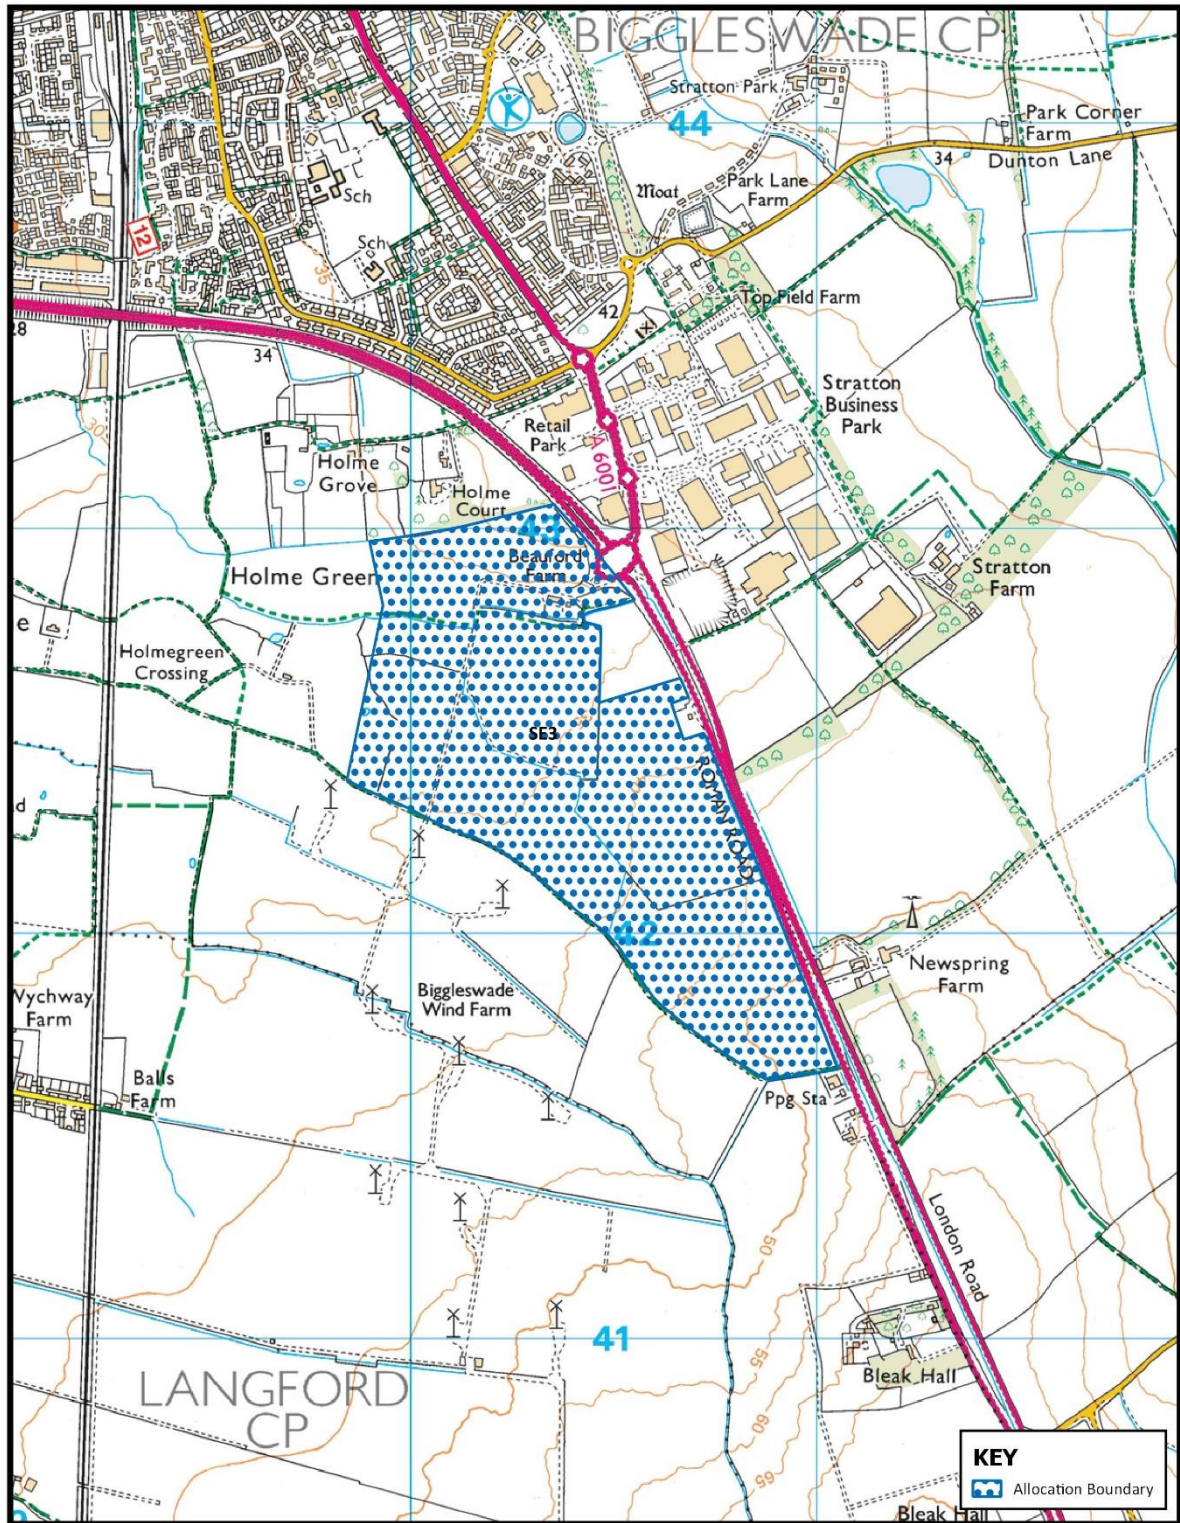 BIGGLESWADE CP
Stratton Park
44
Park Corner
Farm
34
Dunton Lane
Sch
Moat
Park Lane
Farm
12
Sch
36
Top Field Farm
42
28
34
Stratton
Business
Park
Retail
Park
A 6001
30
Holme
Grove
Holme
Court
43
Beauford
Farm
Holme Green
Stratton
Farm
e
Holmegreen
Crossing
SE3
ROMAN ROAD
d
42
Newspring
Farm
Biggleswade
Wind Farm
Wychway
Farm
Balls
Farm
Ppg Sta
London Road
50
41
55
Bleak Hall
LANGFORD
CP
60
65
KEY
Allocation Boundary
Bleak Hall